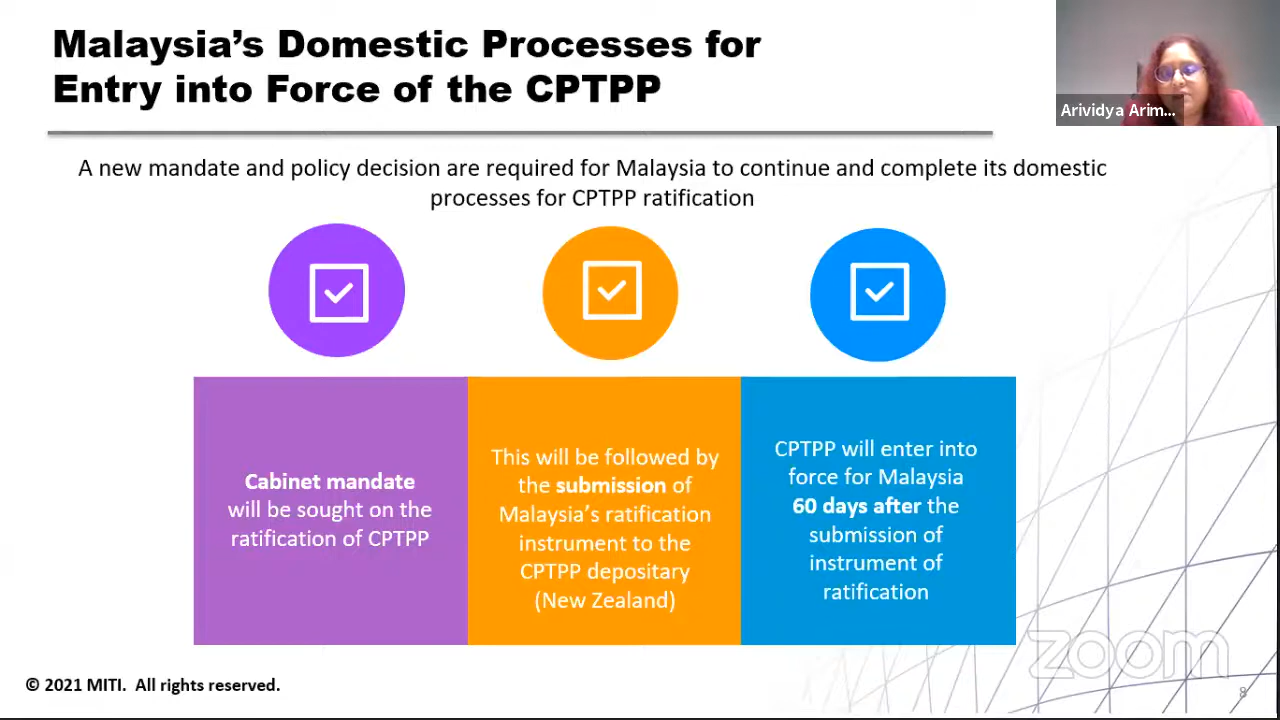 Malaysia’s Domestic Processes for
Entry into Force of the CPTPP
Arividya Arim...
A new mandate and policy decision are required for Malaysia to continue and complete its domestic
processes for CPTPP ratification
Cabinet mandate
will be sought on the
ratification of CPTPP
This will be followed by
the submission of
Malaysia’s ratification
instrument to the
CPTPP depositary
(New Zealand)
CPTPP will enter into
force for Malaysia
60 days after the
submission of
instrument of
ratification
zoom
© 2021 MITI. All rights reserved.
8